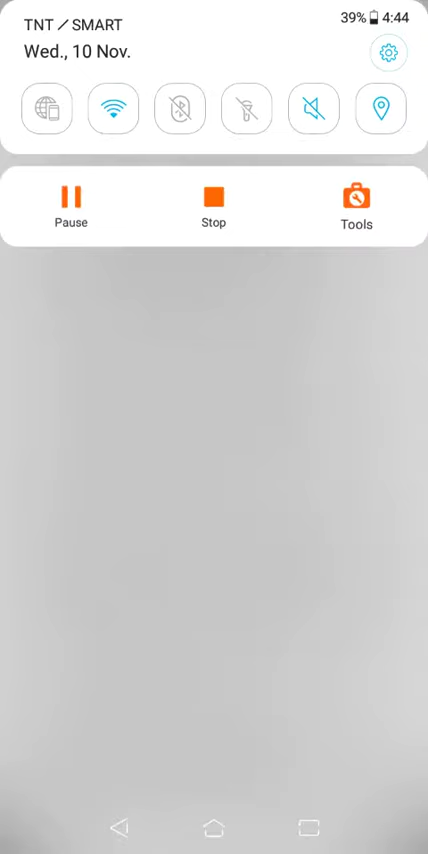 TNT / SMART
39% 4:44
Wed., 10 Nov.
Pause
Stop
Tools